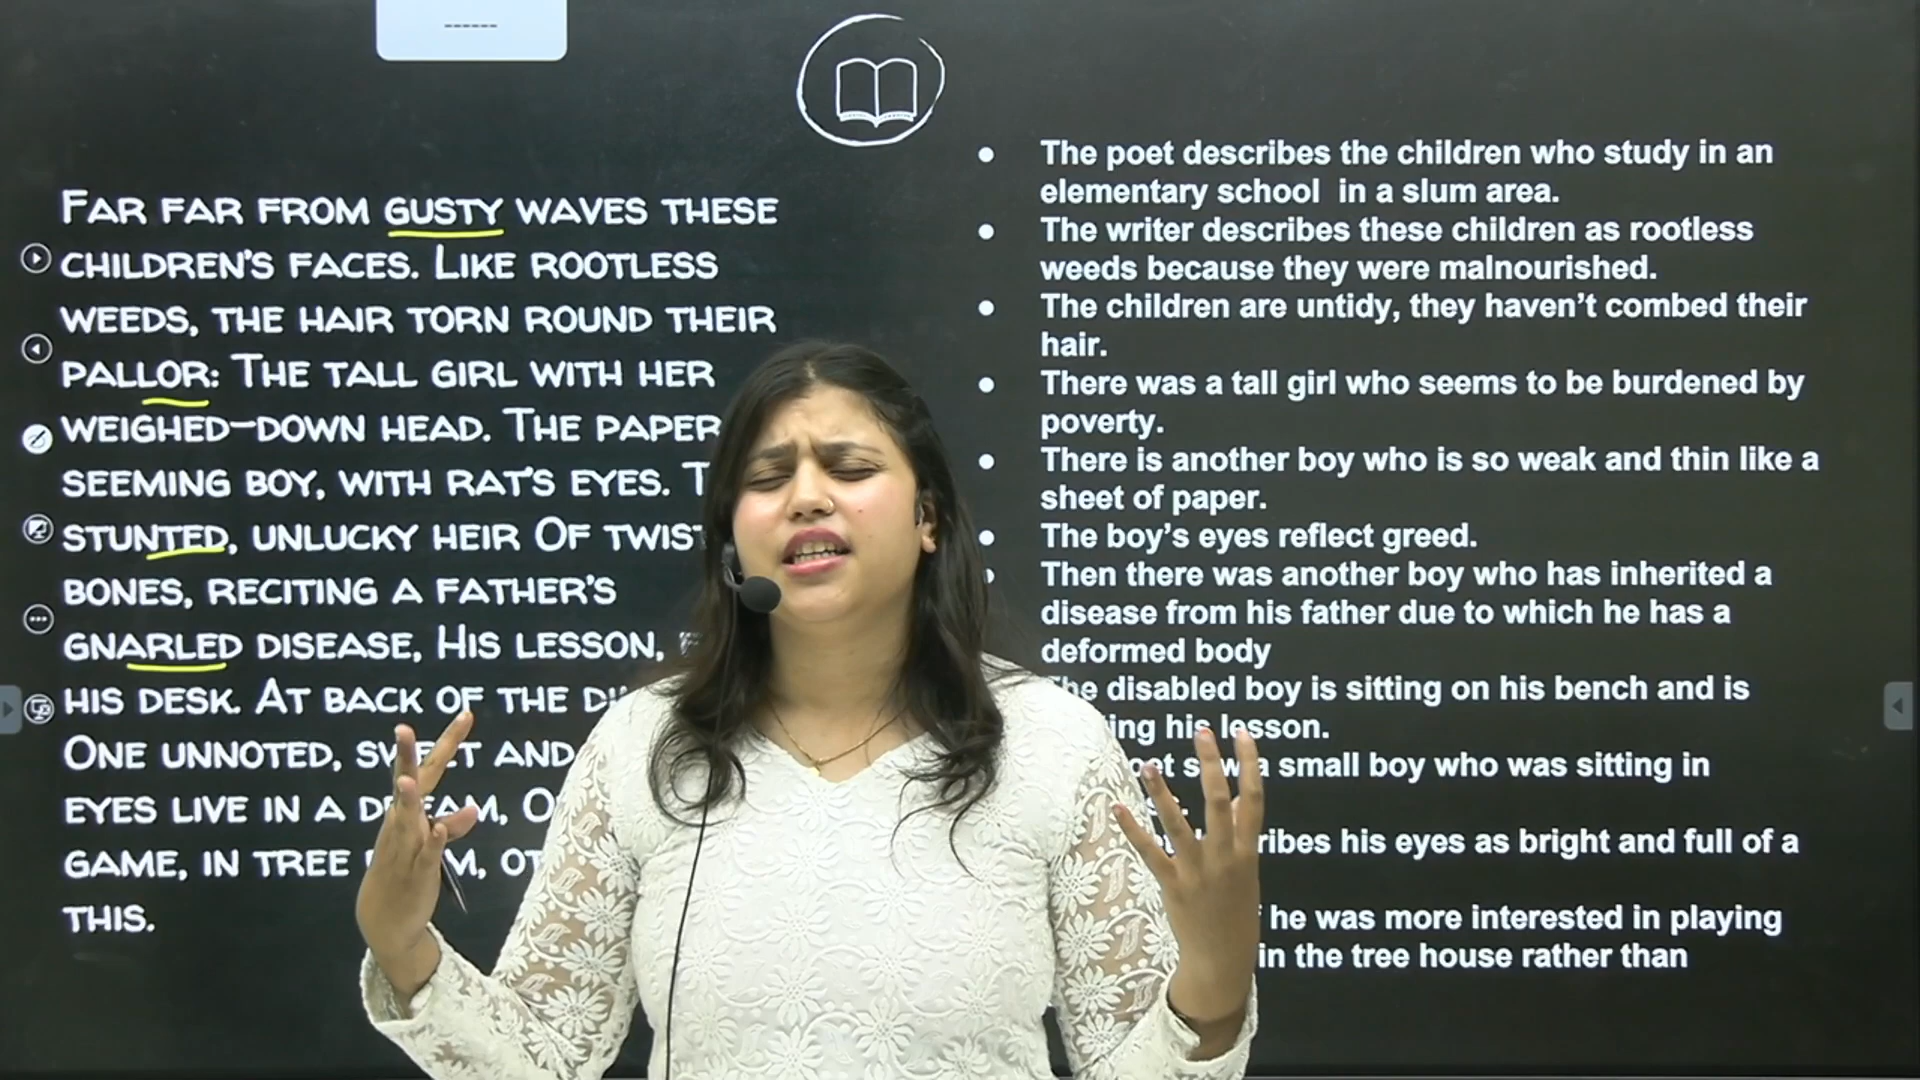 ------
FAR FAR FROM GUSTY WAVES THESE
CHILDREN'S FACES. LIKE ROOTLESS
WEEDS, THE HAIR TORN ROUND THEIR
PALLOR: THE TALL GIRL WITH HER
WEIGHED-DOWN HEAD. THE PAPER
SEEMING BOY, WITH RAT'S EYES.
STUNTED, UNLUCKY HEIR OF
BONES, RECITING A FATHER'S
GNARLED DISEASE, HIS LESSON,
HIS DESK. AT BACK OF THE
ONE UNNOTED, SWEET AND
EYES LIVE IN A DREAM,
GAME, IN TREE
THIS.
● The poet describes the children who study in an
elementary school in a slum area.
● The writer describes these children as rootless
weeds because they were malnourished.
● The children are untidy, they haven't combed their
hair.
● There was a tall girl who seems to be burdened by
poverty.
● There is another boy who is so weak and thin like a
sheet of paper.
● The boy's eyes reflect greed.
● Then there was another boy who has inherited a
disease from his father due to which he has a
deformed body
The disabled boy is sitting on his bench and is
his lesson.
saw a small boy who was sitting in
his eyes as bright and full of a
he was more interested in playing
in the tree house rather than